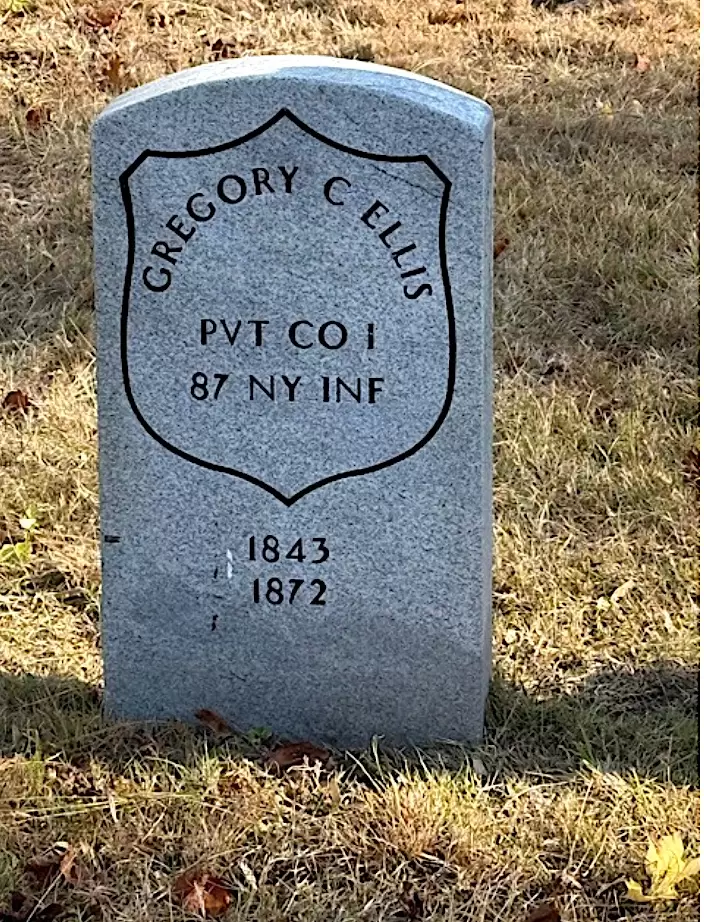 GREGORY C ELLIS
PVT CO I
87 NY INF
1843
1872